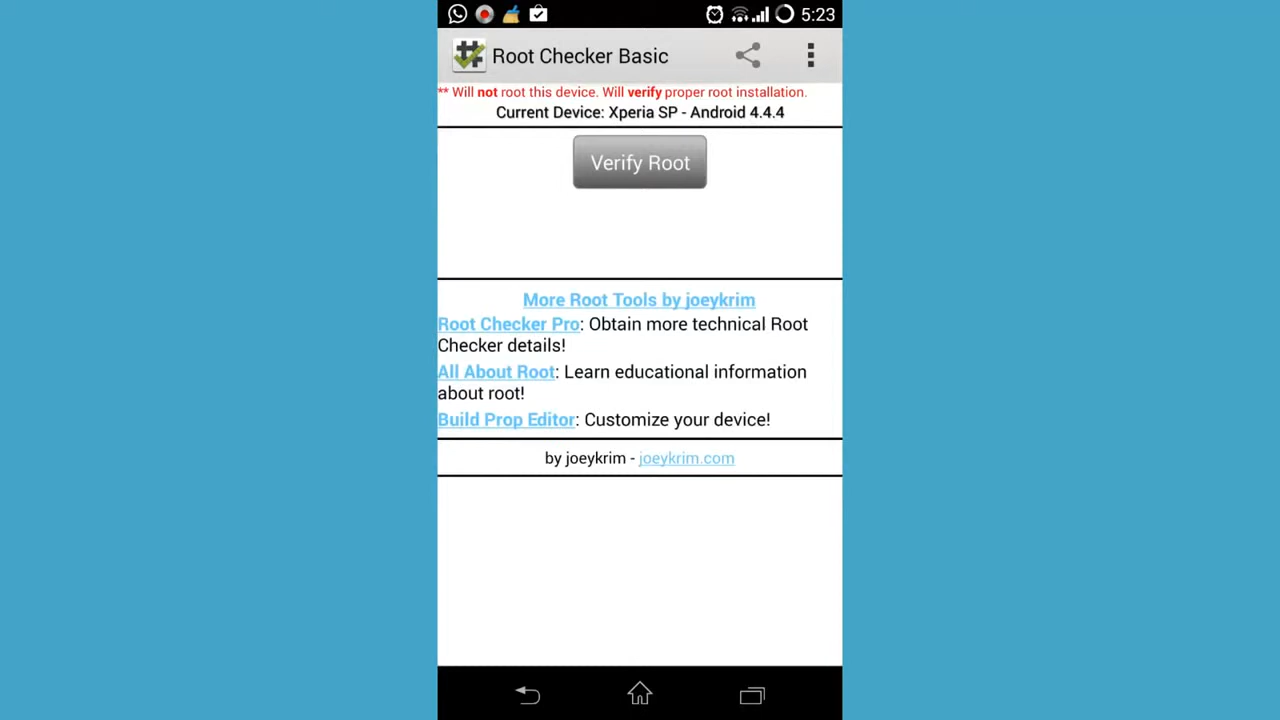 5:23
Root Checker Basic
** Will not root this device. Will verify proper root installation.
Current Device: Xperia SP - Android 4.4.4
Verify Root
More Root Tools by joeykrim
Root Checker Pro: Obtain more technical Root
Checker details!
All About Root: Learn educational information
about root!
Build Prop Editor: Customize your device!
by joeykrim - joeykrim.com